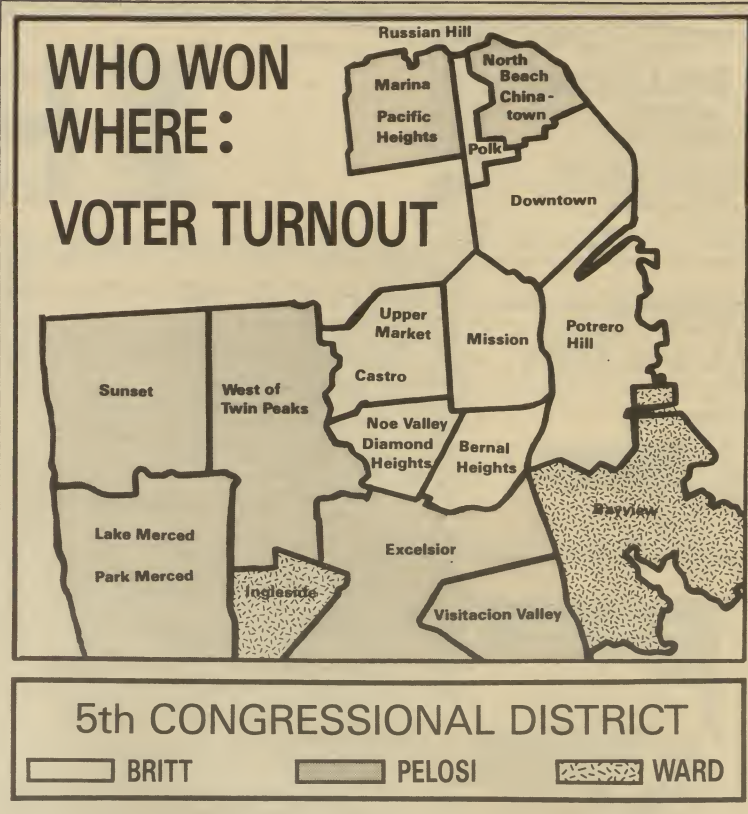 WHO WON
WHERE:
VOTER TURNOUT
Russian Hill
Marina
Pacific
Heights
North
Beach
China-
town
Polk
Downtown
Upper
Market
Castro
Mission
Potrero
Hill
Sunset
West of
Twin Peaks
Noe Valley
Diamond
Heights
Bernal
Heights
Bayview
Lake Merced
Park Merced
Excelsior
Ingleside
Visitacion Valley
5th CONGRESSIONAL DISTRICT
BRITT
PELOSI
WARD